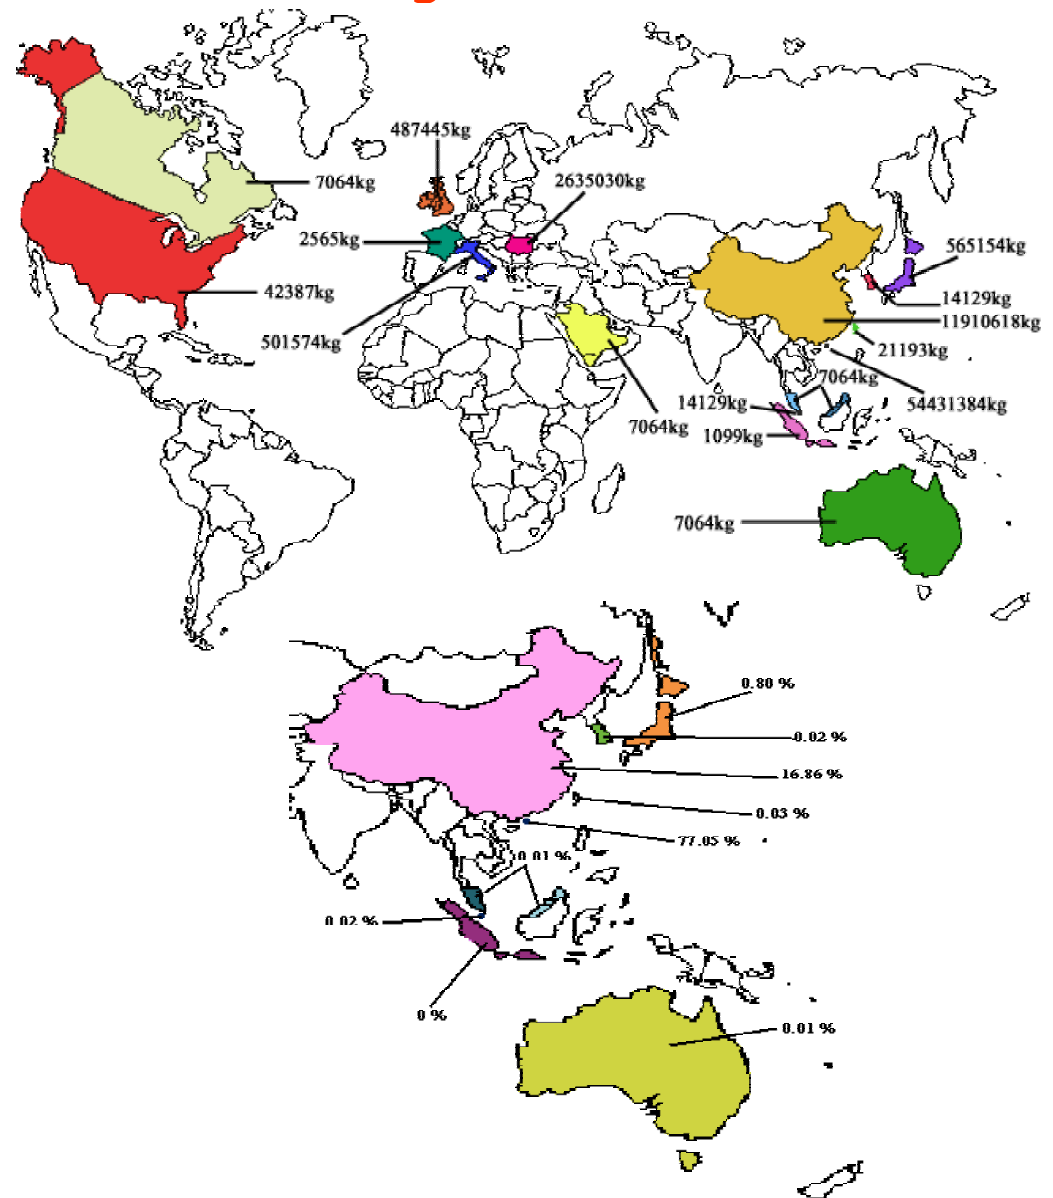 487445kg
7064kg
2635030kg
2565kg
565154kg
42387kg
14129kg
11910618kg
501574kg
21193kg
7064kg
14129kg
54431384kg
7064kg
1099kg
7064kg
0.80 %
0.02 %
16.86 %
0.03 %
77.05 %
0.01 %
0.02 %
0 %
0.01 %